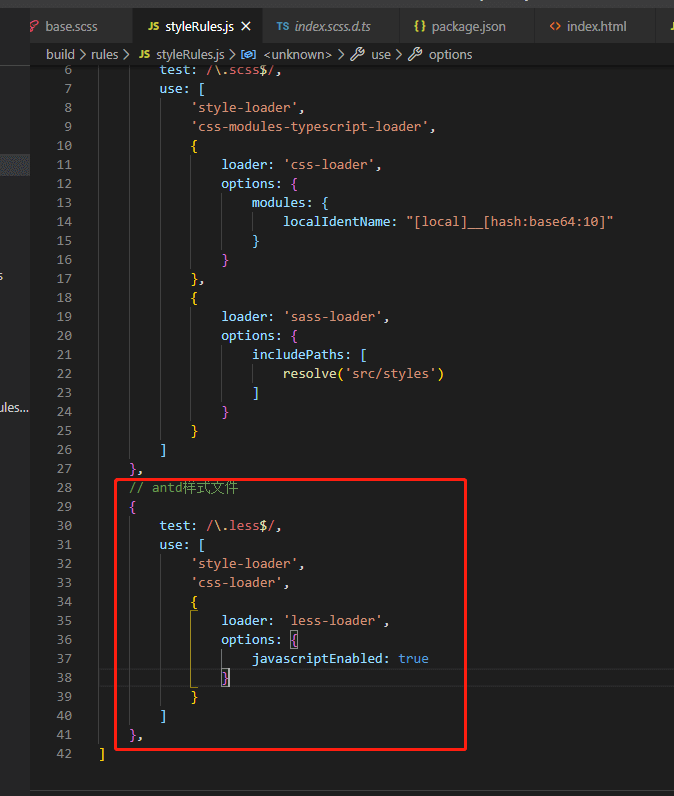 base.scss JS styleRules.js TS index.scss.d.ts {} package.json <> index.html
build > rules > JS styleRules.js > <unknown> > use > options
6 test: /\.scss$/,
7 use: [
8 'style-loader',
9 'css-modules-typescript-loader',
10 {
11 loader: 'css-loader',
12 options: {
13 modules: {
14 localIdentName: "[local]__[hash:base64:10]"
15 }
16 }
17 },
18 {
19 loader: 'sass-loader',
20 options: {
21 includePaths: [
22 resolve('src/styles')
23 ]
24 }
25 }
26 ]
27 },
28 // antd样式文件
29 {
30 test: /\.less$/,
31 use: [
32 'style-loader',
33 'css-loader',
34 {
35 loader: 'less-loader',
36 options: {
37 javascriptEnabled: true
38 }
39 }
40 ]
41 },
42 ]
ules...